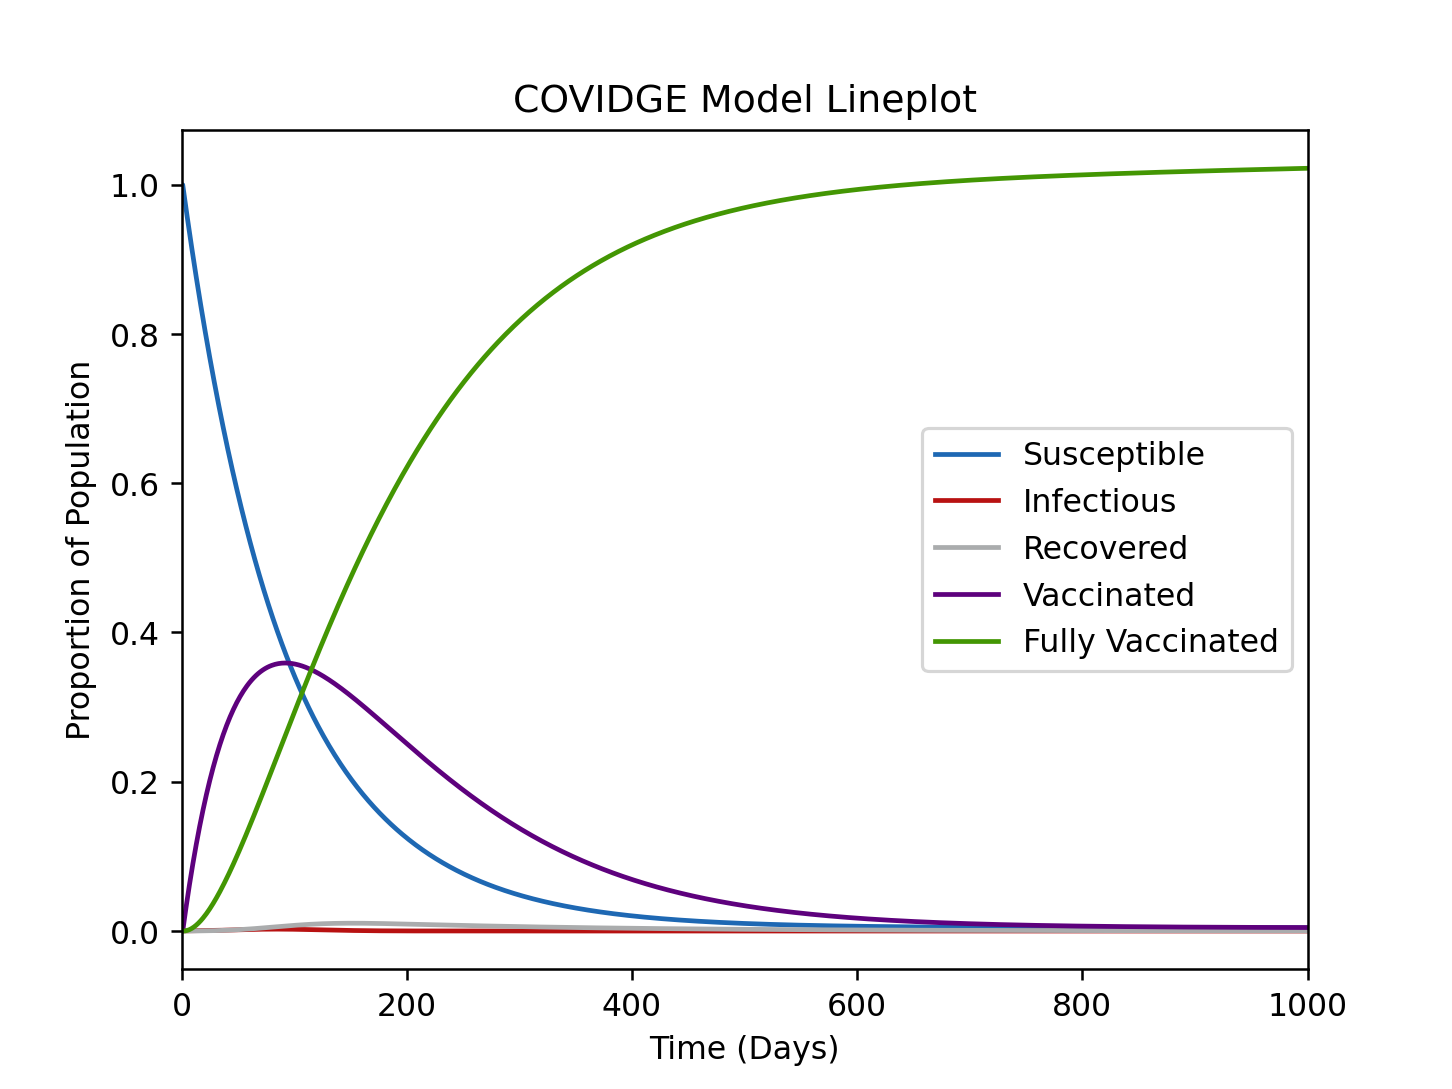 COVIDGE Model Lineplot
Proportion of Population
1.0
0.8
0.6
0.4
0.2
0.0
Susceptible
Infectious
Recovered
Vaccinated
Fully Vaccinated
0 200 400 600 800 1000
Time (Days)